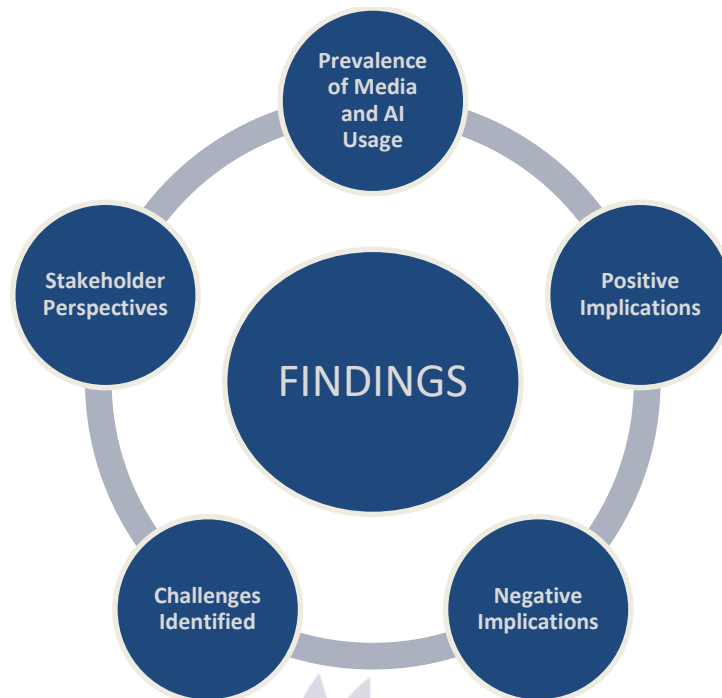 Prevalence
of Media
and AI
Usage
Stakeholder
Perspectives
Positive
Implications
FINDINGS
Challenges
Identified
Negative
Implications